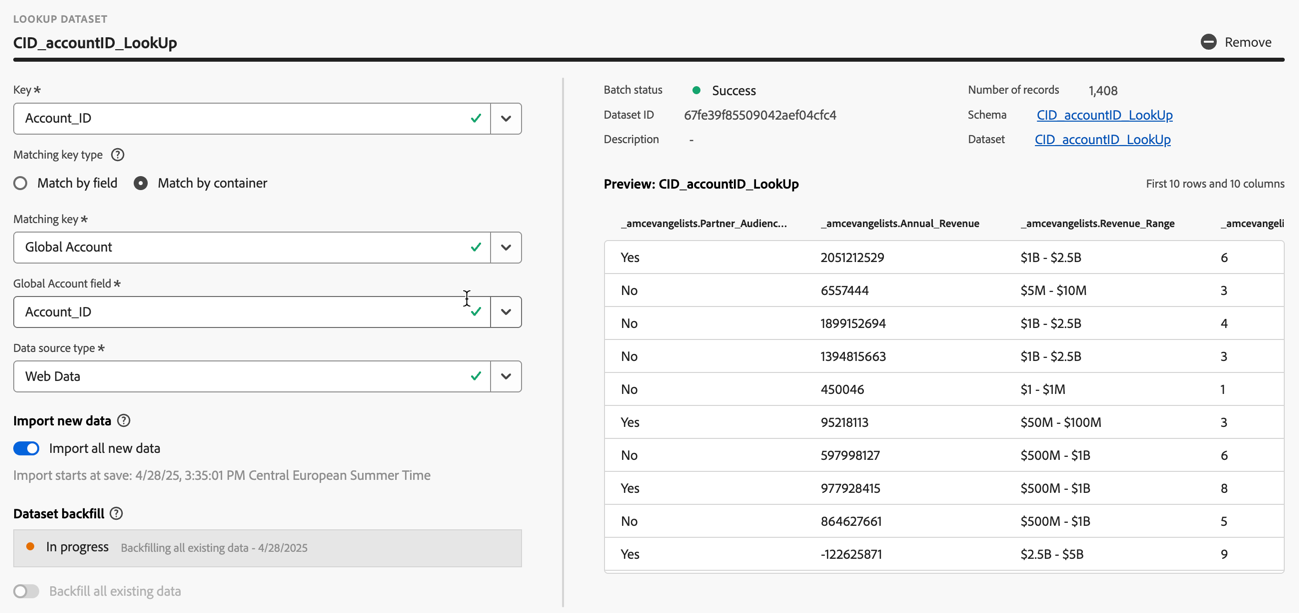 LOOKUP DATASET
CID_accountID_LookUp
Remove
Key *
Account_ID
Matching key type ?
Match by field Match by container
Matching key *
Global Account
Global Account field *
Account_ID
Data source type *
Web Data
Import new data ?
Import all new data
Import starts at save: 4/28/25, 3:35:01 PM Central European Summer Time
Dataset backfill ?
In progress Backfilling all existing data - 4/28/2025
Backfill all existing data
Batch status Success Number of records 1,408
Dataset ID 67fe39f85509042aef04cfc4 Schema CID_accountID_LookUp
Description - Dataset CID_accountID_LookUp
Preview: CID_accountID_LookUp First 10 rows and 10 columns
_amcevangelists.Partner_Audienc... _amcevangelists.Annual_Revenue _amcevangelists.Revenue_Range _amcevangeli
Yes 2051212529 $1B - $2.5B 6
No 6557444 $5M - $10M 3
No 1899152694 $1B - $2.5B 4
No 1394815663 $1B - $2.5B 3
No 450046 $1 - $1M 1
Yes 95218113 $50M - $100M 3
No 597998127 $500M - $1B 6
Yes 977928415 $500M - $1B 8
No 864627661 $500M - $1B 5
Yes -122625871 $2.5B - $5B 9